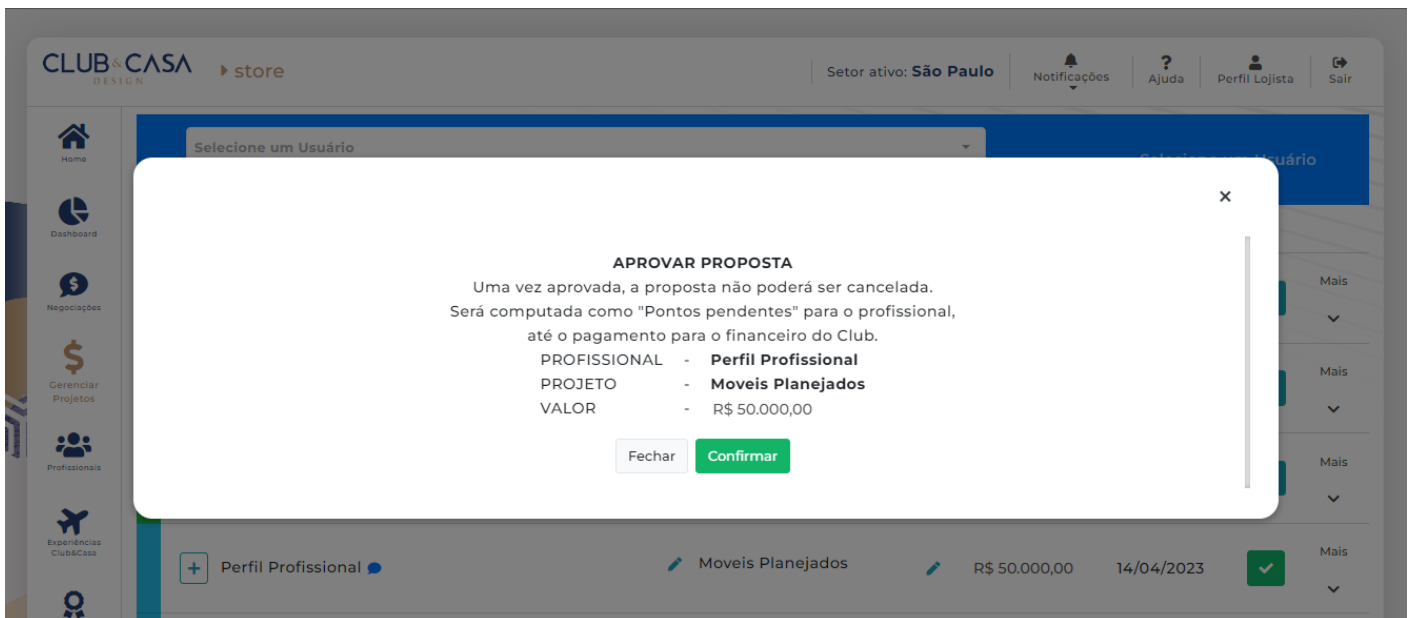 CLUB&CASA
DESIGN
store
Setor ativo: São Paulo
Notificações
Ajuda
Perfil Lojista
Sair
Home
Dashboard
Negociações
Gerenciar
Projetos
Profissionais
Experiências
Club&Casa
Selecione um Usuário
Selecione um Usuário
APROVAR PROPOSTA
Uma vez aprovada, a proposta não poderá ser cancelada.
Será computada como "Pontos pendentes" para o profissional,
até o pagamento para o financeiro do Club.
PROFISSIONAL - Perfil Profissional
PROJETO - Moveis Planejados
VALOR - R$ 50.000,00
Fechar Confirmar
Mais
Mais
Mais
Perfil Profissional Moveis Planejados R$ 50.000,00 14/04/2023 Mais